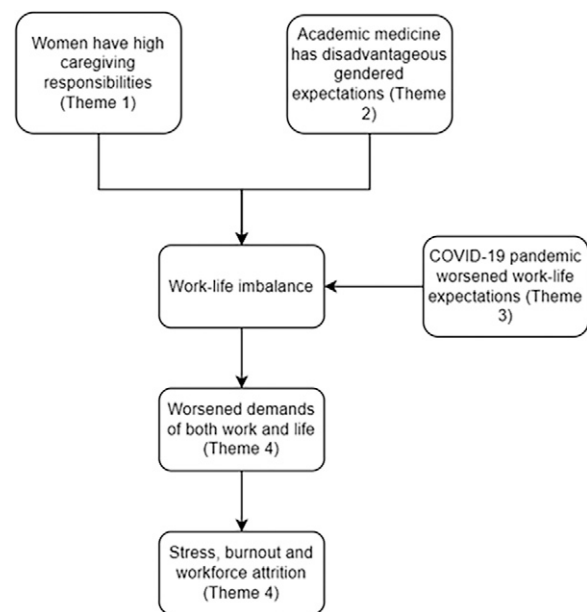 Women have high
caregiving
responsibilities
(Theme 1)
Academic medicine
has disadvantageous
gendered
expectations (Theme
2)
Work-life imbalance
COVID-19 pandemic
worsened work-life
expectations (Theme
3)
Worsened demands
of both work and life
(Theme 4)
Stress, burnout and
workforce attrition
(Theme 4)